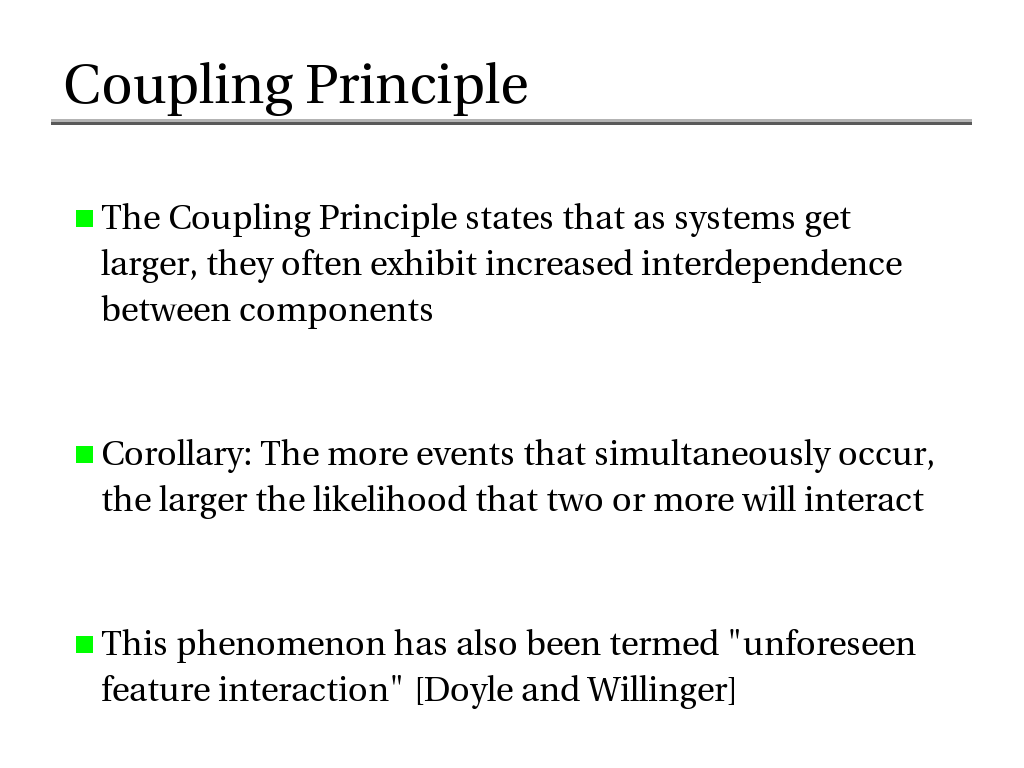 Coupling Principle
The Coupling Principle states that as systems get
larger, they often exhibit increased interdependence
between components
Corollary: The more events that simultaneously occur,
the larger the likelihood that two or more will interact
This phenomenon has also been termed "unforeseen
feature interaction" [Doyle and Willinger]